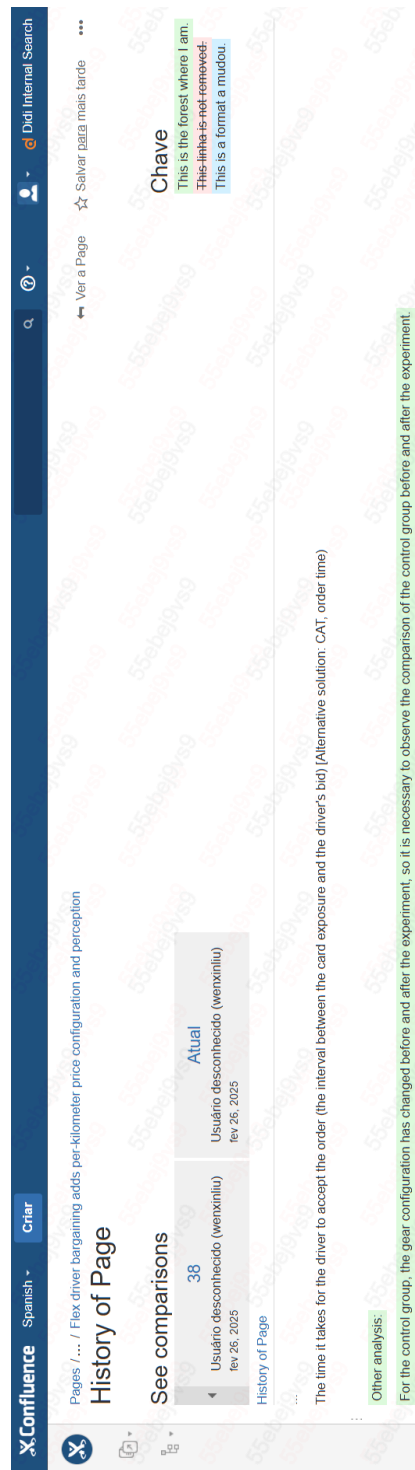 Confluence Spanish Criar Didi Internal Search
Pages / ... / Flex driver bargaining adds per-kilometer price configuration and perception
Ver a Page Salvar para mais tarde
History of Page
See comparisons
38
Usuário desconhecido (wenxinliu)
fev 26, 2025
Atual
Usuário desconhecido (wenxinliu)
fev 26, 2025
Chave
This is the forest where I am.
This linha is not removed.
This is a format a mudou.
History of Page
...
The time it takes for the driver to accept the order (the interval between the card exposure and the driver's bid) [Alternative solution: CAT, order time)
Other analysis:
For the control group, the gear configuration has changed before and after the experiment, so it is necessary to observe the comparison of the control group before and after the experiment.
55ebej9vs9